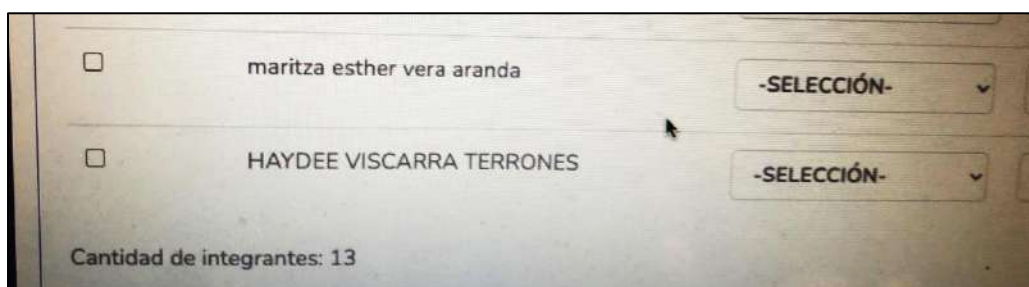 maritza esther vera aranda -SELECCIÓN-
HAYDEE VISCARRA TERRONES -SELECCIÓN-
Cantidad de integrantes: 13